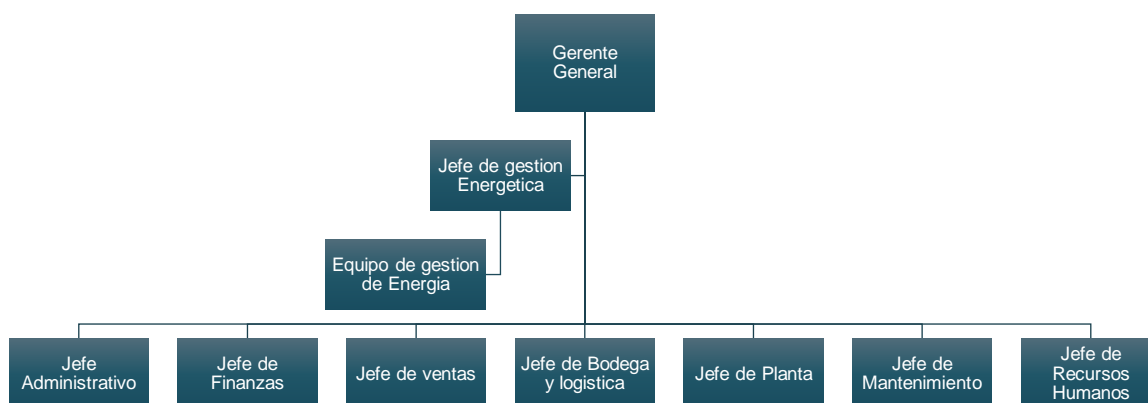 Gerente
General
Jefe de gestion
Energetica
Equipo de gestion
de Energia
Jefe
Administrativo
Jefe de
Finanzas
Jefe de ventas
Jefe de Bodega
y logistica
Jefe de Planta
Jefe de
Mantenimiento
Jefe de
Recursos
Humanos